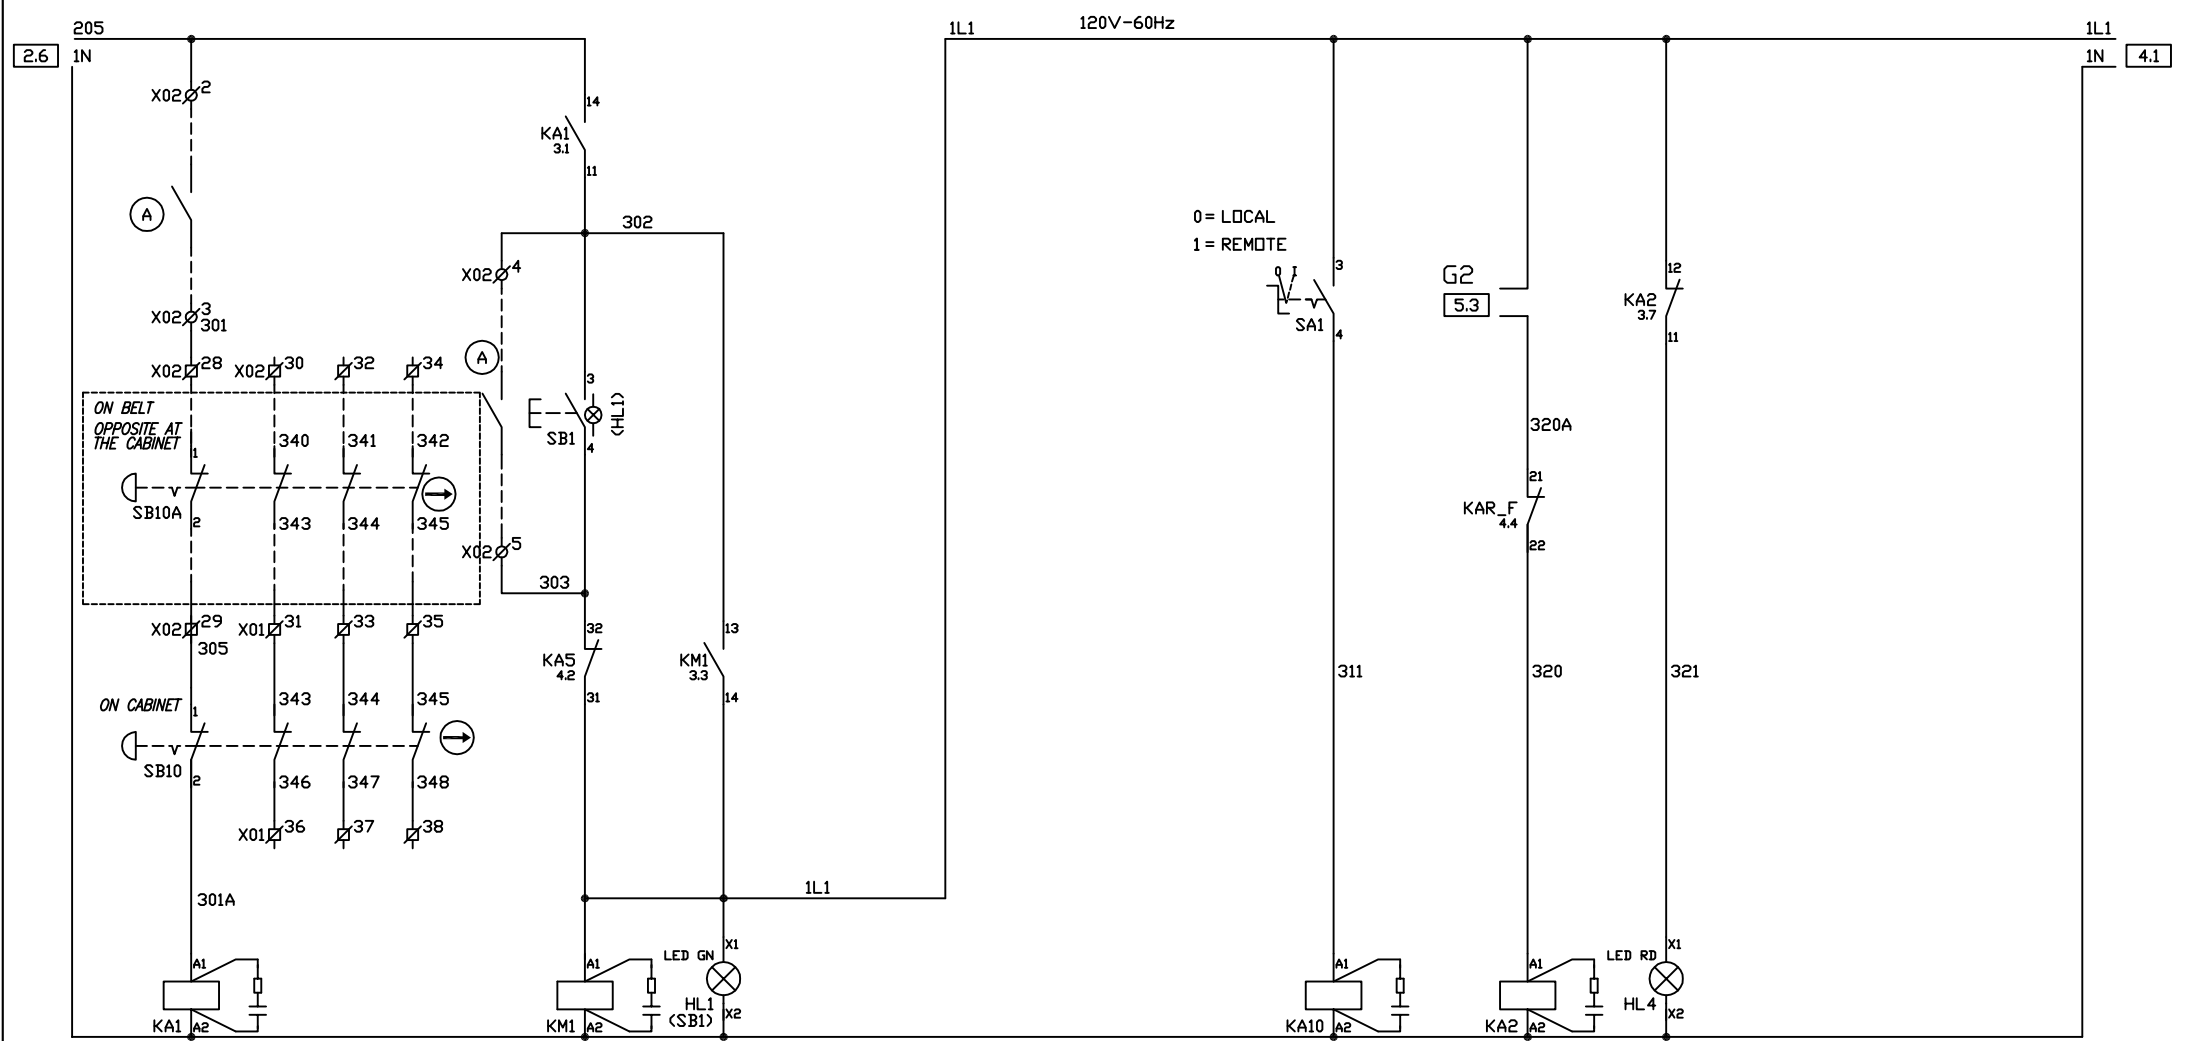 205
1L1
120V-60Hz
1L1
2.6
1N
1N
4.1
X02 2
14
KA1
3.1
11
A
302
0= LOCAL
1= REMOTE
X02 4
0 I
3
G2
12
X02 3
301
SA1
4
5.3
KA2
3.7
11
X02 28
X02 30
32
34
A
3
(HL1)
SB1
4
ON BELT
OPPOSITE AT
THE CABINET
1
340
341
342
320A
SB10A
2
343
344
345
21
KAR_F
4.4
22
X02 5
303
X02 29
305
X01 31
33
35
32
KA5
4.2
31
13
KM1
3.3
14
311
320
321
ON CABINET
1
343
344
345
SB10
2
346
347
348
X01 36
37
38
301A
1L1
A1
KA1
A2
A1
KM1
A2
LED GN
X1
HL1
(SB1)
X2
A1
KA10
A2
A1
KA2
A2
LED RD
X1
HL4
X2